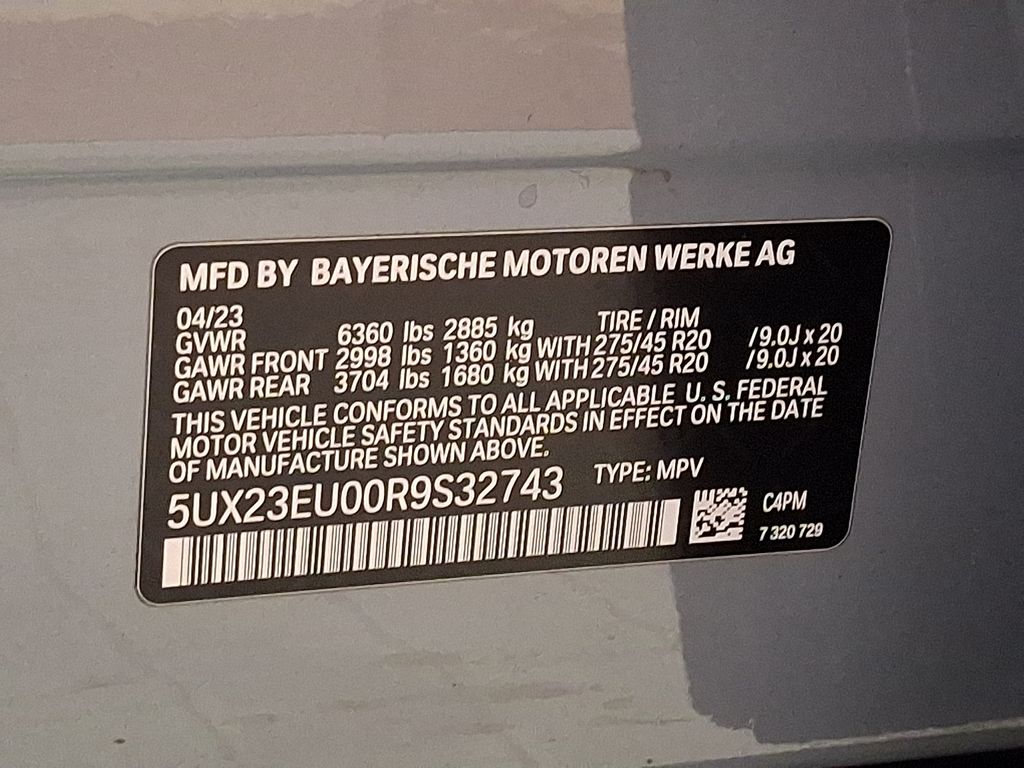 MFD BY BAYERISCHE MOTOREN WERKE AG
04/23 TIRE / RIM
GVWR 6360 lbs 2885 kg
GAWR FRONT 2998 lbs 1360 kg WITH 275/45 R20 /9.0J x 20
GAWR REAR 3704 lbs 1680 kg WITH 275/45 R20 /9.0J x 20
THIS VEHICLE CONFORMS TO ALL APPLICABLE U. S. FEDERAL
MOTOR VEHICLE SAFETY STANDARDS IN EFFECT ON THE DATE
OF MANUFACTURE SHOWN ABOVE.
5UX23EU00R9S32743 TYPE: MPV
C4PM
7 320 729